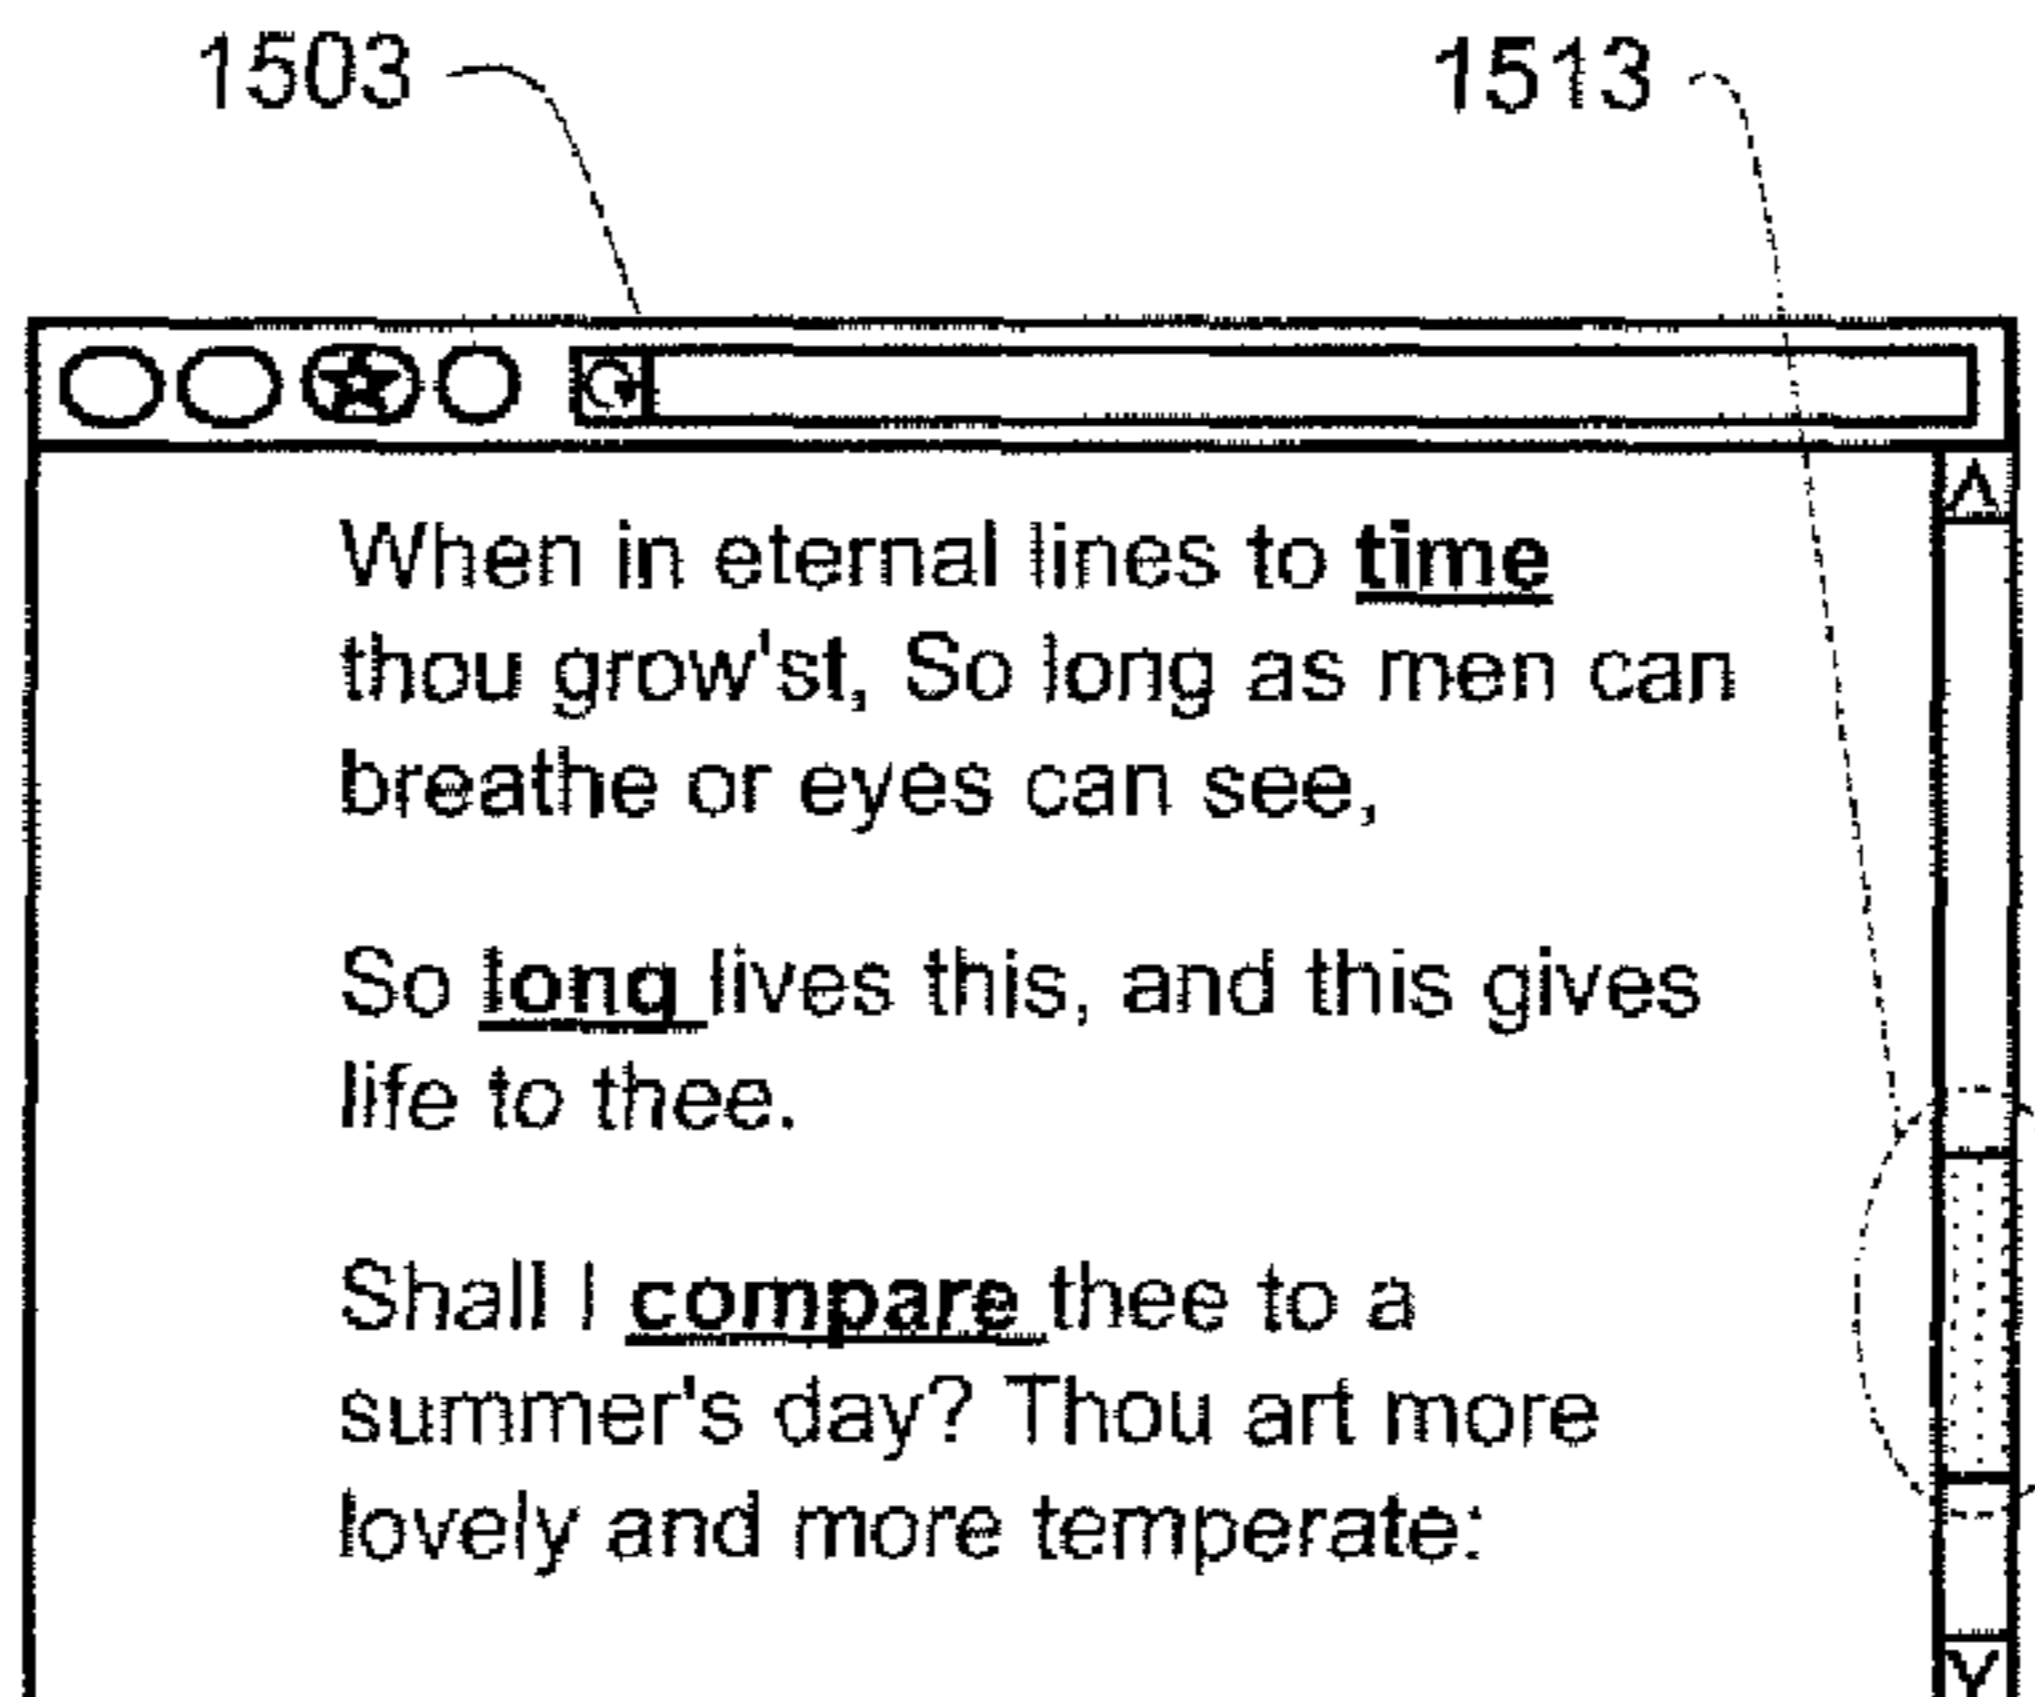 1503 1513
When in eternal lines to time
thou grow'st, So long as men can
breathe or eyes can see,
So long lives this, and this gives
life to thee.
Shall I compare thee to a
summer's day? Thou art more
lovely and more temperate: